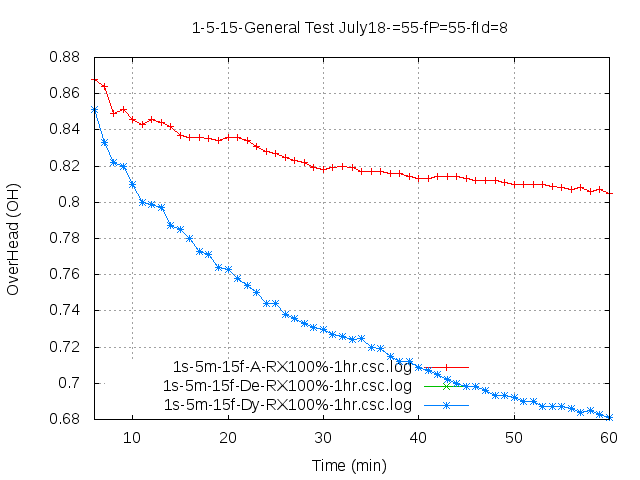 1-5-15-General Test July18-=55-fP=55-fId=8
OverHead (OH)
0.88
0.86
0.84
0.82
0.8
0.78
0.76
0.74
0.72
0.7
0.68
1s-5m-15f-A-RX100%-1hr.csc.log
1s-5m-15f-De-RX100%-1hr.csc.log
1s-5m-15f-Dy-RX100%-1hr.csc.log
10 20 30 40 50 60
Time (min)